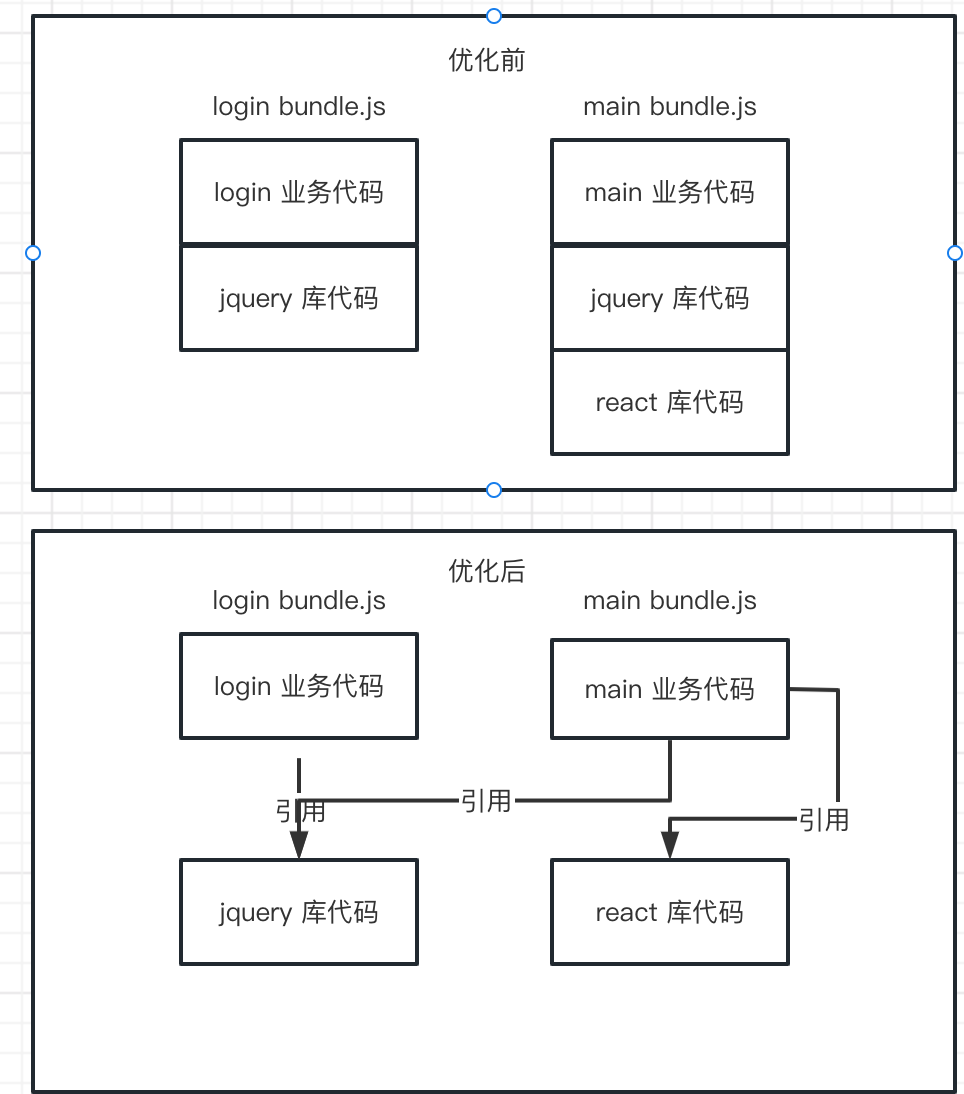 优化前
login bundle.js
main bundle.js
login 业务代码
main 业务代码
jquery 库代码
jquery 库代码
react 库代码
优化后
login bundle.js
main bundle.js
login 业务代码
main 业务代码
引用
引用
引用
jquery 库代码
react 库代码